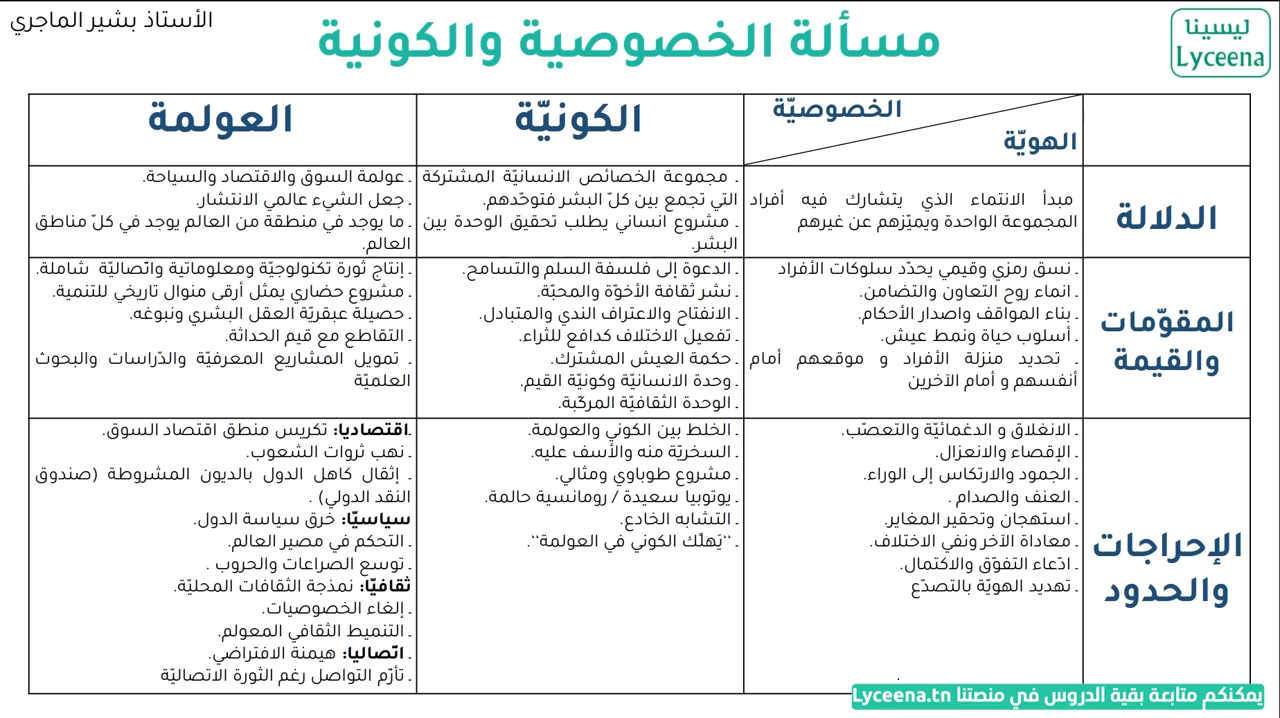 الأستاذ بشير الماجري
مسألة الخصوصية والكونية
ليسينا
Lyceena
الخصوصيّة
الهويّة
الكونيّة
العولمة
الدلالة
مبدأ الانتماء الذي يتشارك فيه أفراد
المجموعة الواحدة ويميّزهم عن غيرهم
. مجموعة الخصائص الانسانيّة المشتركة
التي تجمع بين كلّ البشر فتوحّدهم.
. مشروع انساني يطلب تحقيق الوحدة بين
البشر.
. عولمة السوق والاقتصاد والسياحة.
. جعل الشيء عالمي الانتشار.
. ما يوجد في منطقة من العالم يوجد في كلّ مناطق
العالم.
المقوّمات
والقيمة
. نسق رمزي وقيمي يحدّد سلوكات الأفراد
. انماء روح التعاون والتضامن.
. بناء المواقف واصدار الأحكام.
. أسلوب حياة ونمط عيش.
. تحديد منزلة الأفراد و موقعهم أمام
أنفسهم و أمام الآخرين
. الدعوة إلى فلسفة السلم والتسامح.
. نشر ثقافة الأخوّة والمحبّة.
. الانفتاح والاعتراف الندي والمتبادل.
. تفعيل الاختلاف كدافع للثراء.
. حكمة العيش المشترك.
. وحدة الانسانيّة وكونيّة القيم.
. الوحدة الثقافيّة المركّبة.
. إنتاج ثورة تكنولوجيّة ومعلوماتية واتّصاليّة شاملة.
. مشروع حضاري يمثل أرقى منوال تاريخي للتنمية.
. حصيلة عبقريّة العقل البشري ونبوغه.
. التقاطع مع قيم الحداثة.
. تمويل المشاريع المعرفيّة والدّراسات والبحوث
العلميّة
الإحراجات
والحدود
. الانغلاق و الدغمائيّة والتعصّب.
. الإقصاء والانعزال.
. الجمود والارتكاس إلى الوراء.
. العنف والصدام .
. استهجان وتحقير المغاير.
. معاداة الآخر ونفي الاختلاف.
. ادّعاء التفوّق والاكتمال.
. تهديد الهويّة بالتصدّع
. الخلط بين الكوني والعولمة.
. السخريّة منه والأسف عليه.
. مشروع طوباوي ومثالي.
. يوتوبيا سعيدة / رومانسية حالمة.
. التشابه الخادع.
. ‘‘يَهلك الكوني في العولمة‘‘.
.اقتصاديا: تكريس منطق اقتصاد السوق.
. نهب ثروات الشعوب.
. إثقال كاهل الدول بالديون المشروطة (صندوق
النقد الدولي) .
سياسيّا: خرق سياسة الدول.
. التحكم في مصير العالم.
. توسع الصراعات والحروب .
ثقافيّا: نمذجة الثقافات المحليّة.
. إلغاء الخصوصيات.
. التنميط الثقافي المعولم.
. اتّصاليا: هيمنة الافتراضي.
. تأزّم التواصل رغم الثورة الاتصاليّة
يمكنكم متابعة بقية الدروس في منصتنا Lyceena.tn